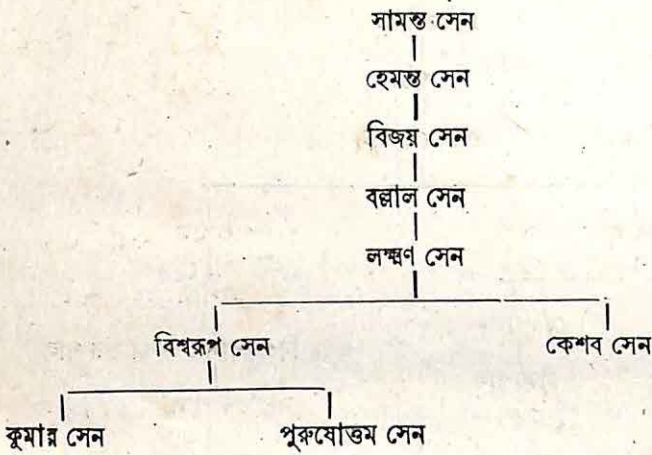 সামন্ত সেন
হেমন্ত সেন
বিজয় সেন
বল্লাল সেন
লক্ষ্মণ সেন
বিশ্বরূপ সেন কেশব সেন
কুমার সেন পুরুষোত্তম সেন